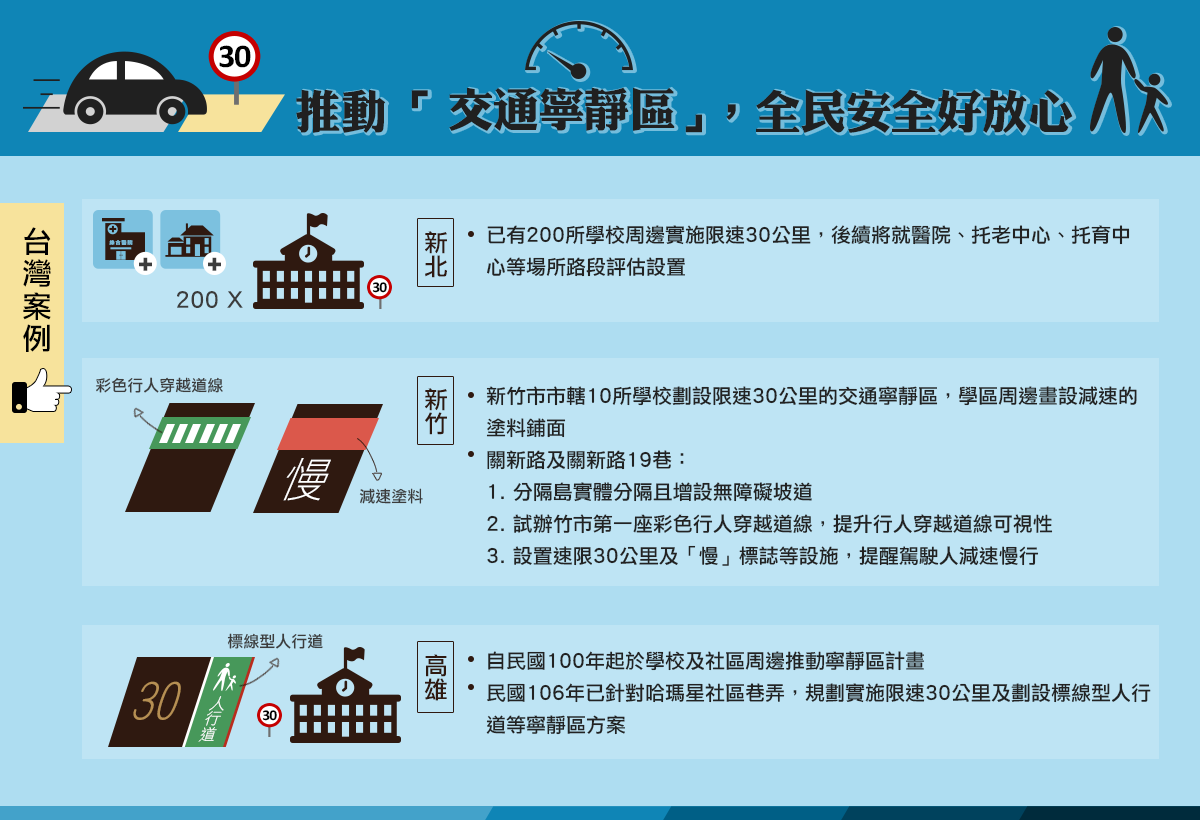 30
推動「交通寧靜區」，全民安全好放心
台灣案例
綜合醫院
200 X
30
新北
• 已有200所學校周邊實施限速30公里，後續將就醫院、托老中心、托育中
心等場所路段評估設置
彩色行人穿越道線
慢
減速塗料
新竹
• 新竹市市轄10所學校劃設限速30公里的交通寧靜區，學區周邊畫設減速的
塗料鋪面
• 關新路及關新路19巷：
1. 分隔島實體分隔且增設無障礙坡道
2. 試辦竹市第一座彩色行人穿越道線，提升行人穿越道線可視性
3. 設置速限30公里及「慢」標誌等設施，提醒駕駛人減速慢行
標線型人行道
30
人行道
30
高雄
• 自民國100年起於學校及社區周邊推動寧靜區計畫
• 民國106年已針對哈瑪星社區巷弄，規劃實施限速30公里及劃設標線型人行
道等寧靜區方案